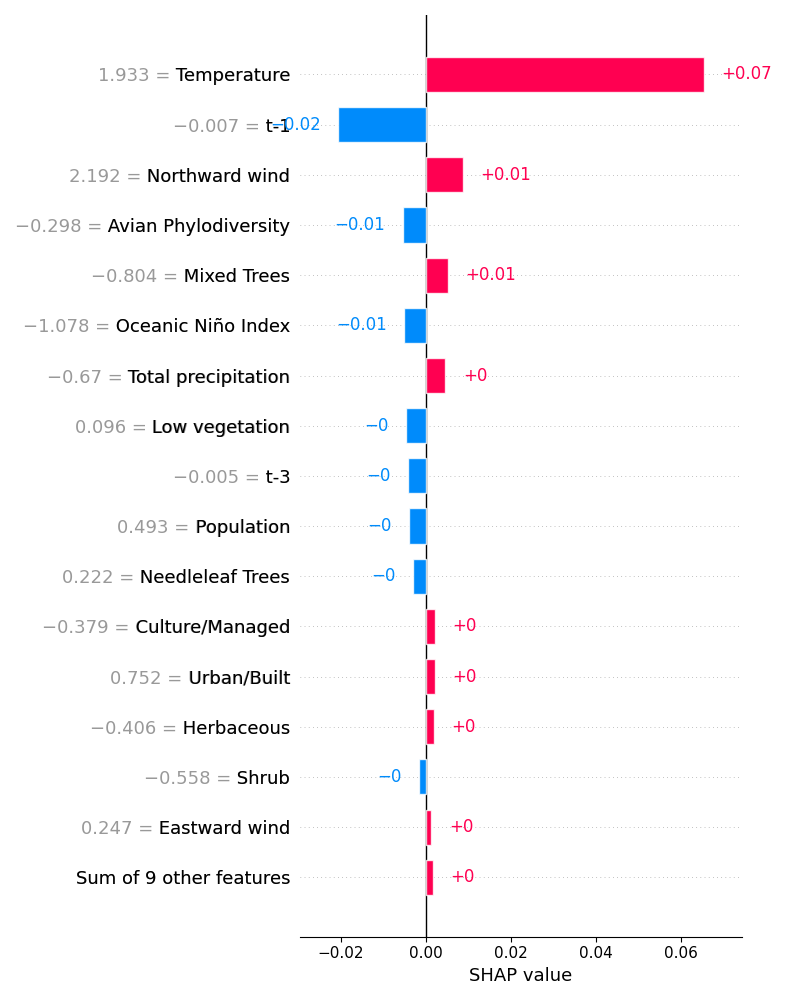 1.933 = Temperature +0.07
−0.007 = t-1 −0.02
2.192 = Northward wind +0.01
−0.298 = Avian Phylodiversity −0.01
−0.804 = Mixed Trees +0.01
−1.078 = Oceanic Niño Index −0.01
−0.67 = Total precipitation +0
0.096 = Low vegetation −0
−0.005 = t-3 −0
0.493 = Population −0
0.222 = Needleleaf Trees −0
−0.379 = Culture/Managed +0
0.752 = Urban/Built +0
−0.406 = Herbaceous +0
−0.558 = Shrub −0
0.247 = Eastward wind +0
Sum of 9 other features +0
−0.02 0.00 0.02 0.04 0.06
SHAP value